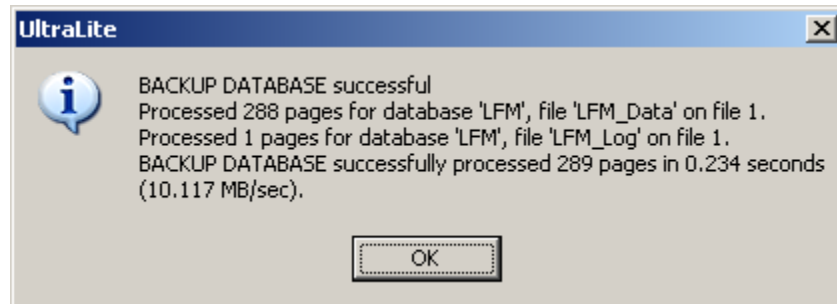 UltraLite
BACKUP DATABASE successful
Processed 288 pages for database 'LFM', file 'LFM_Data' on file 1.
Processed 1 pages for database 'LFM', file 'LFM_Log' on file 1.
BACKUP DATABASE successfully processed 289 pages in 0.234 seconds
(10.117 MB/sec).
OK